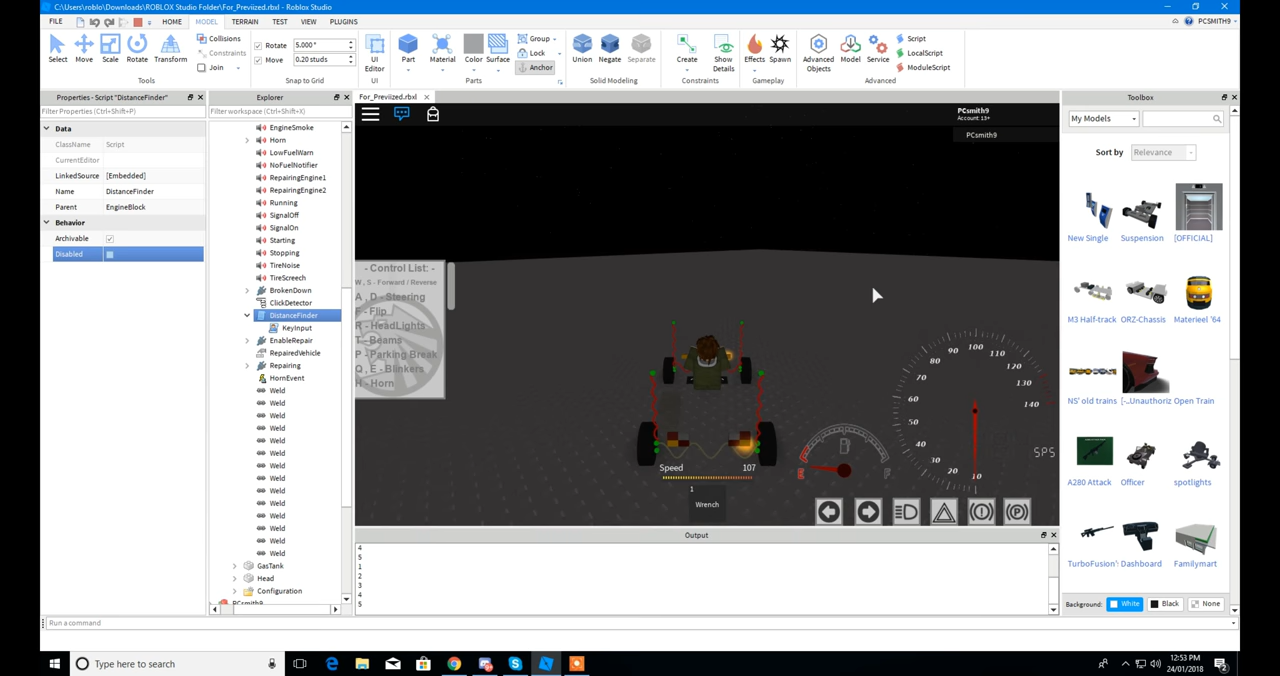 C:\Users\roblo\Downloads\ROBLOX Studio Folder\For_Previized.rbxl - Roblox Studio
FILE HOME MODEL TERRAIN TEST VIEW PLUGINS
PCSMITH9
Select Move Scale Rotate Transform
Tools
Collisions
Constraints
Join
Rotate 5.000°
Move 0.20 studs
Snap to Grid
UI Editor
UI
Part Material Color Surface
Group
Lock
Anchor
Parts
Union Negate Separate
Solid Modeling
Create Show Details
Constraints
Effects Spawn
Gameplay
Advanced Objects Model Service
Script
LocalScript
ModuleScript
Advanced
Properties - Script "DistanceFinder"
Filter Properties (Ctrl+Shift+P)
Data
ClassName Script
CurrentEditor
LinkedSource [Embedded]
Name DistanceFinder
Parent EngineBlock
Behavior
Archivable
Disabled
Explorer
Filter workspace (Ctrl+Shift+X)
EngineSmoke
Horn
LowFuelWarn
NoFuelNotifier
RepairingEngine1
RepairingEngine2
Running
SignalOff
SignalOn
Starting
Stopping
TireNoise
TireScreech
BrokenDown
ClickDetector
DistanceFinder
KeyInput
EnableRepair
RepairedVehicle
Repairing
HornEvent
Weld
Weld
Weld
Weld
Weld
Weld
Weld
Weld
Weld
Weld
Weld
Weld
Weld
Weld
GasTank
Head
Configuration
PCsmith9
For_Previized.rbxl
PCsmith9
Account: 13+
PCsmith9
- Control List: -
W , S - Forward / Reverse
A , D - Steering
F - Flip
R - HeadLights
T - Beams
P - Parking Break
Q , E - Blinkers
H - Horn
Speed 107
1
Wrench
10 20 30 40 50 60 70 80 90 100 110 120 130 140
SPS
Output
4
5
1
2
3
4
5
Toolbox
My Models
Sort by Relevance
New Single Suspension [OFFICIAL]
M3 Half-track ORZ-Chassis Materieel '64
NS' old trains [-..Unauthoriz Open Train
A280 Attack Officer spotlights
TurboFusion': Dashboard Familymart
Background: White Black None
Run a command
Type here to search
12:53 PM
24/01/2018
2